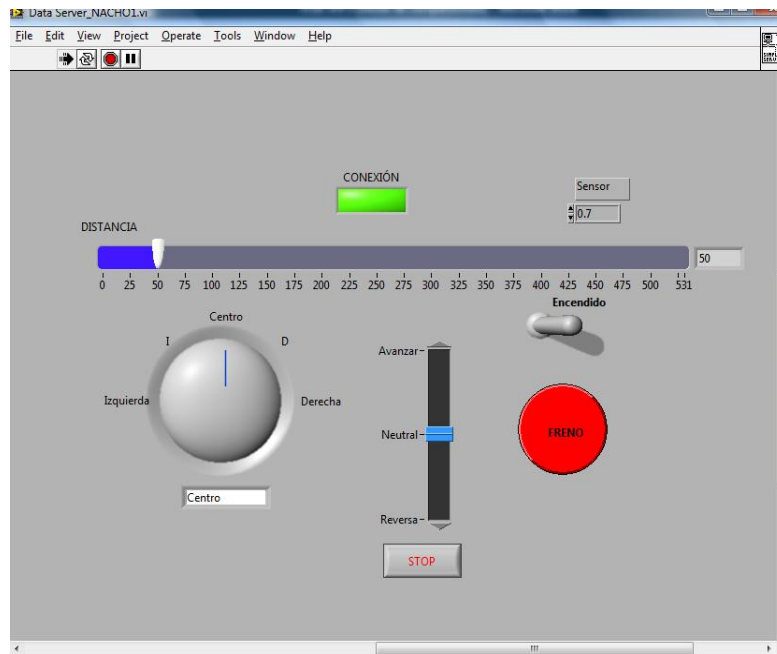 Data Server_NACHO1.vi
File Edit View Project Operate Tools Window Help
CONEXIÓN
Sensor
0.7
DISTANCIA
50
0 25 50 75 100 125 150 175 200 225 250 275 300 325 350 375 400 425 450 475 500 531
Encendido
Centro
I D
Izquierda Derecha
Centro
Avanzar
Neutral
Reversa
FRENO
STOP